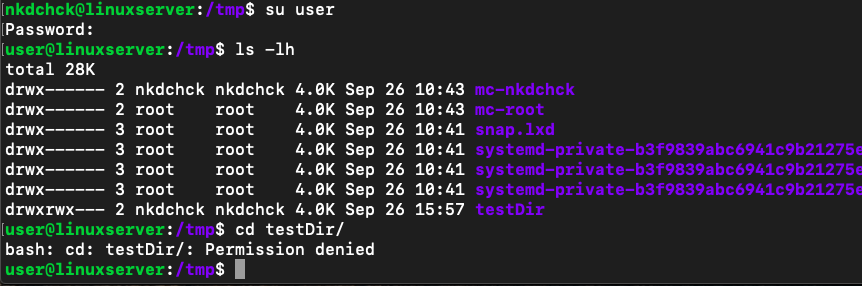 nkdchck@linuxserver:/tmp$ su user
Password:
user@linuxserver:/tmp$ ls -lh
total 28K
drwx------ 2 nkdchck nkdchck 4.0K Sep 26 10:43 mc-nkdchck
drwx------ 2 root    root    4.0K Sep 26 10:43 mc-root
drwx------ 3 root    root    4.0K Sep 26 10:41 snap.lxd
drwx------ 3 root    root    4.0K Sep 26 10:41 systemd-private-b3f9839abc6941c9b21275e
drwx------ 3 root    root    4.0K Sep 26 10:41 systemd-private-b3f9839abc6941c9b21275e
drwx------ 3 root    root    4.0K Sep 26 10:41 systemd-private-b3f9839abc6941c9b21275e
drwxrwx--- 2 nkdchck nkdchck 4.0K Sep 26 15:57 testDir
user@linuxserver:/tmp$ cd testDir/
bash: cd: testDir/: Permission denied
user@linuxserver:/tmp$